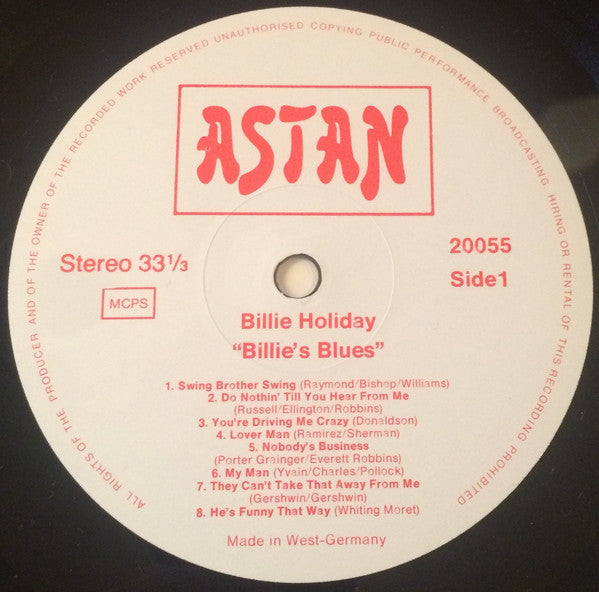 ALL RIGHTS OF THE PRODUCER AND OF THE OWNER OF THE RECORDED WORK RESERVED UNAUTHORISED COPYING PUBLIC PERFORMANCE BROADCASTING HIRING OR RENTAL OF THIS RECORDING PROHIBITED
ASTAN
Stereo 33⅓
MCPS
20055
Side1
Billie Holiday
“Billie's Blues”
1. Swing Brother Swing (Raymond/Bishop/Williams)
2. Do Nothin' Till You Hear From Me
(Russell/Ellington/Robbins)
3. You're Driving Me Crazy (Donaldson)
4. Lover Man (Ramirez/Sherman)
5. Nobody's Business
(Porter Grainger/Everett Robbins)
6. My Man (Yvain/Charles/Pollock)
7. They Can't Take That Away From Me
(Gershwin/Gershwin)
8. He's Funny That Way (Whiting Moret)
Made in West-Germany